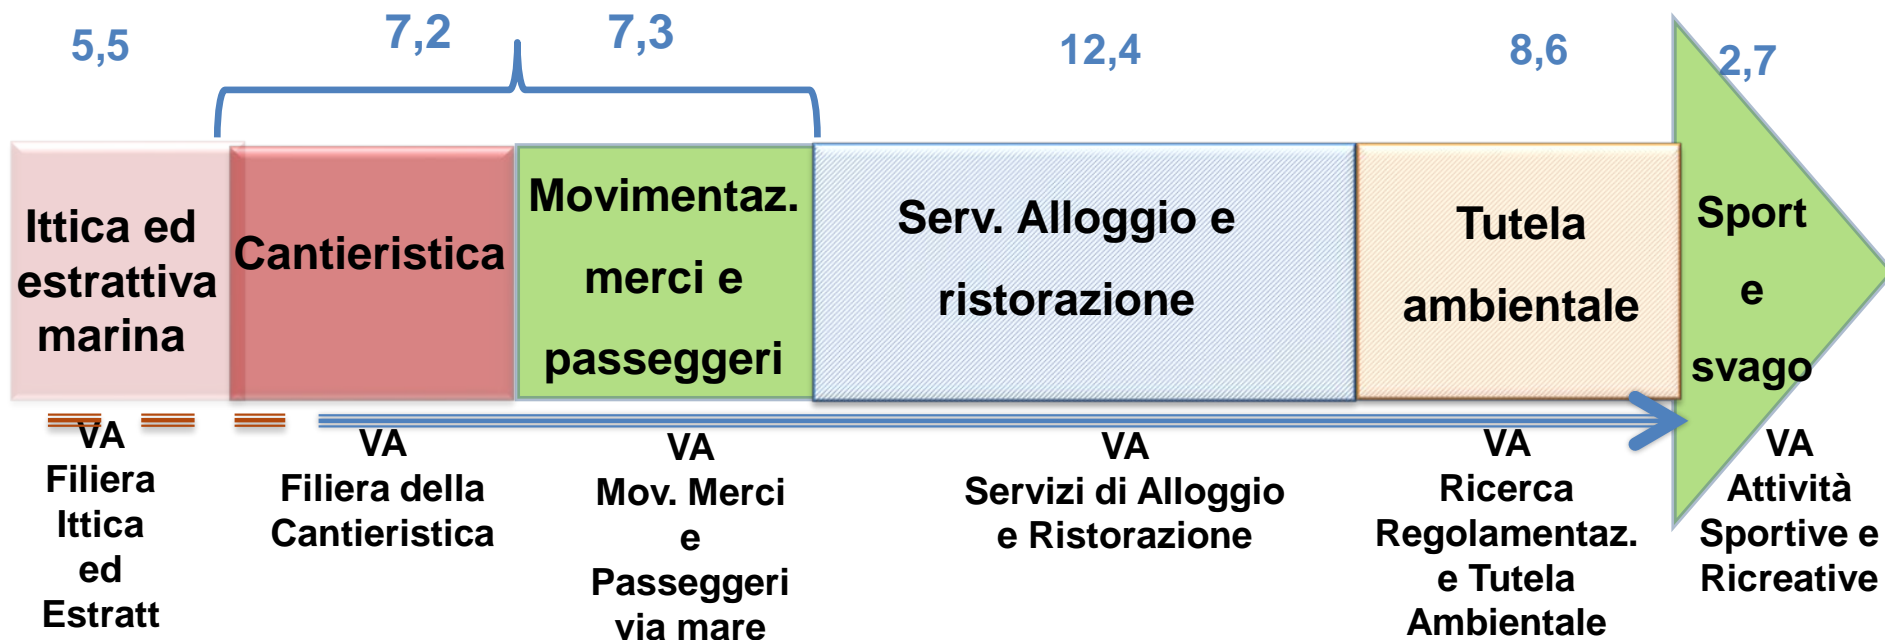 5,5
7,2
7,3
12,4
8,6
2,7
Ittica ed
estrattiva
marina
Cantieristica
Movimentaz.
merci e
passeggeri
Serv. Alloggio e
ristorazione
Tutela
ambientale
Sport
e
svago
VA
Filiera
Ittica
ed
Estratt
VA
Filiera della
Cantieristica
VA
Mov. Merci
e
Passeggeri
via mare
VA
Servizi di Alloggio
e Ristorazione
VA
Ricerca
Regolamentaz.
e Tutela
Ambientale
VA
Attività
Sportive e
Ricreative